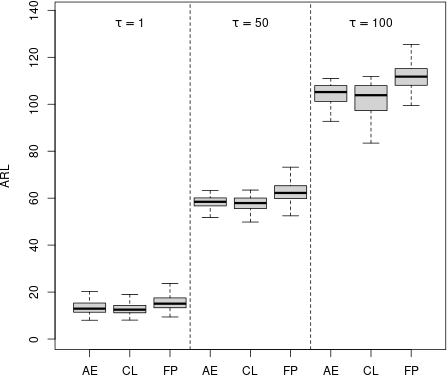 τ = 1
τ = 50
τ = 100
ARL
140
120
100
80
60
40
20
0
AE CL FP AE CL FP AE CL FP